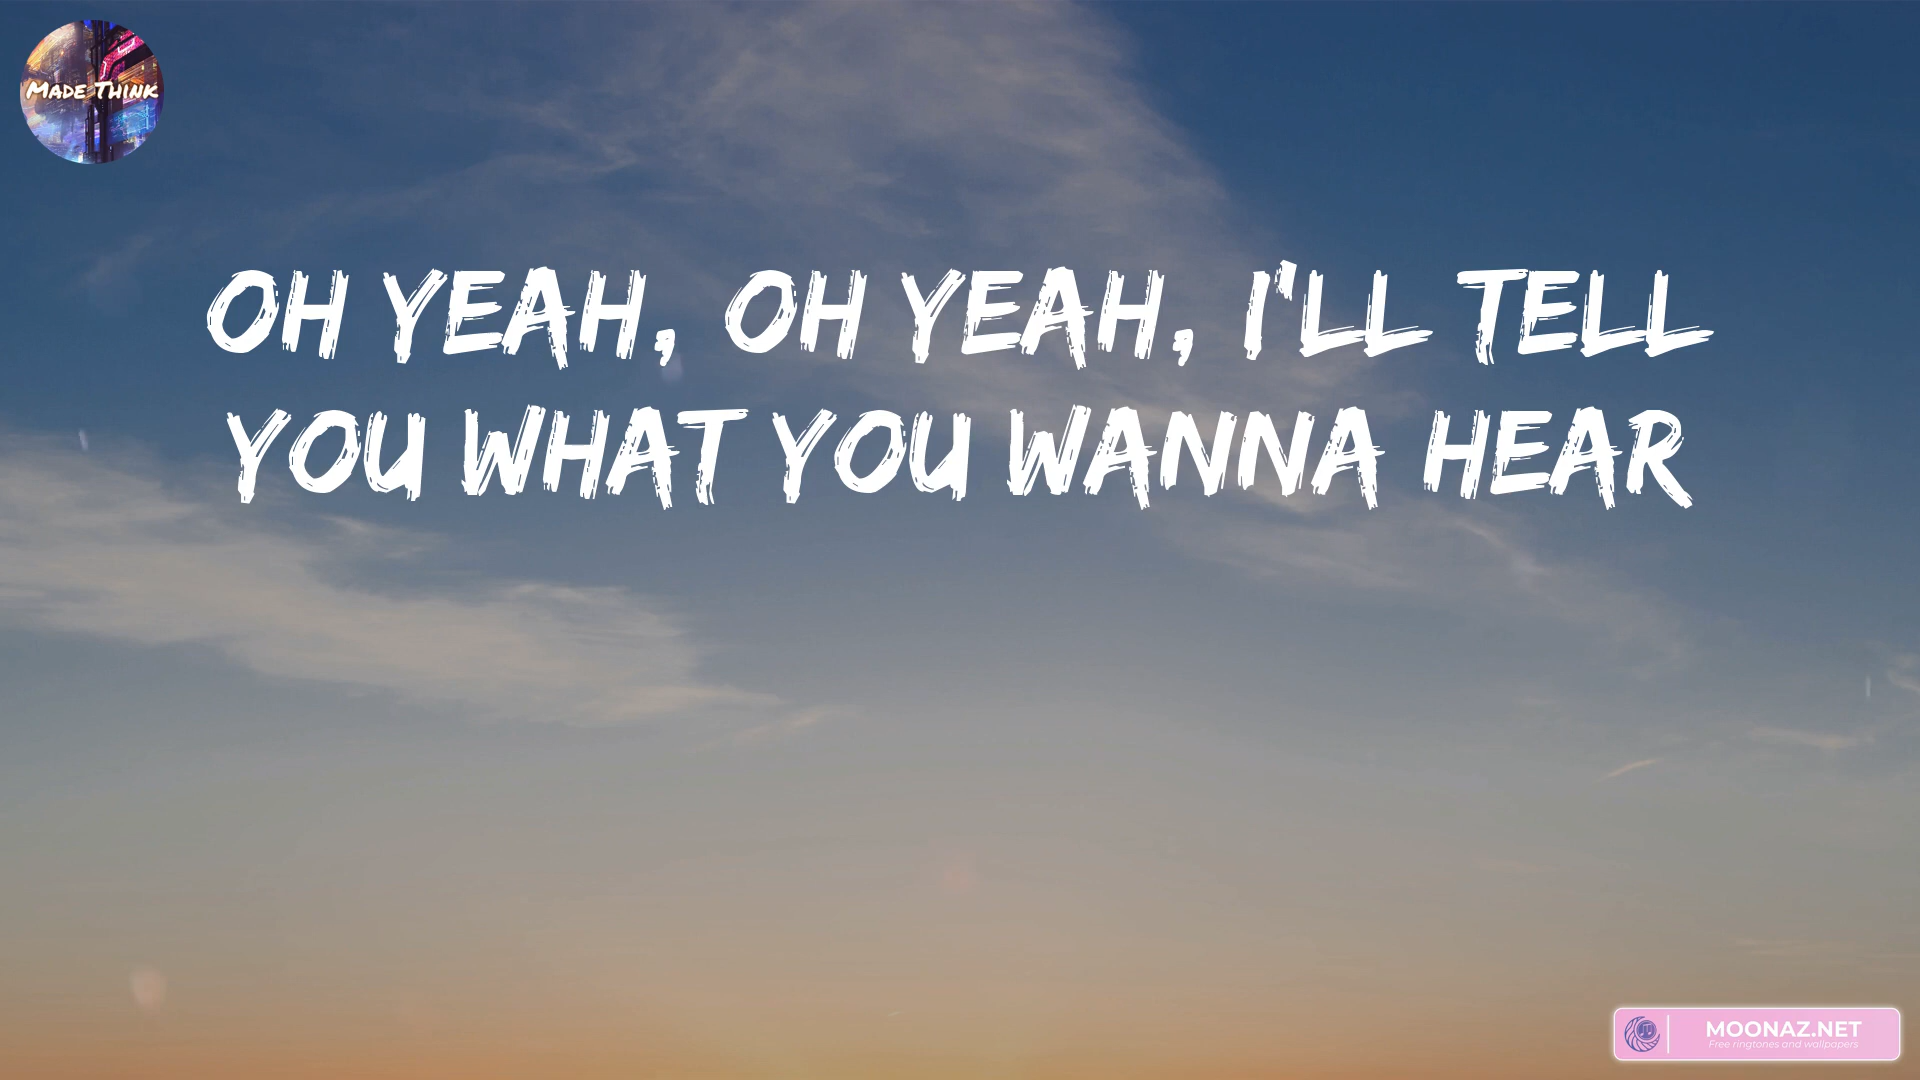 MADE THINK
OH YEAH, OH YEAH, I'LL TELL
YOU WHAT YOU WANNA HEAR
MOONAZ.NET
Free ringtones and wallpapers